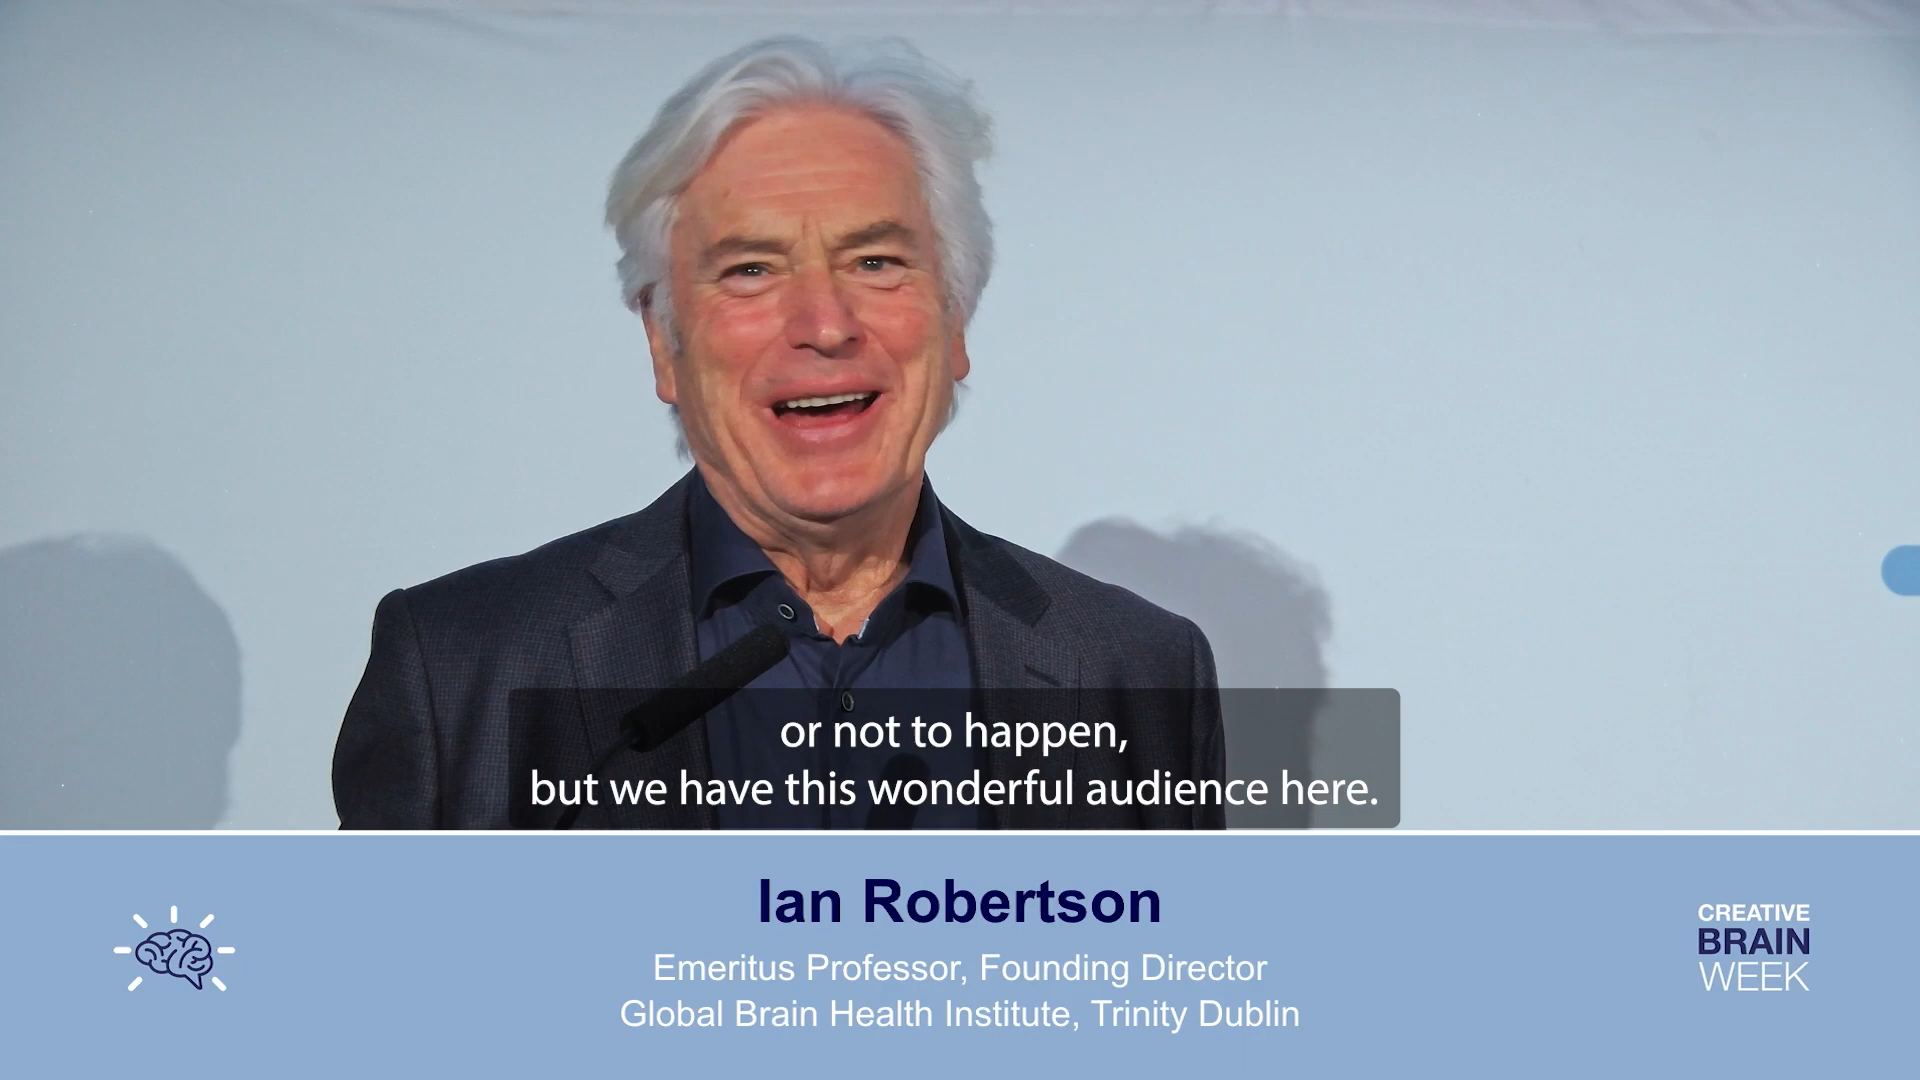 or not to happen,
but we have this wonderful audience here.
Ian Robertson
Emeritus Professor, Founding Director
Global Brain Health Institute, Trinity Dublin
CREATIVE
BRAIN
WEEK